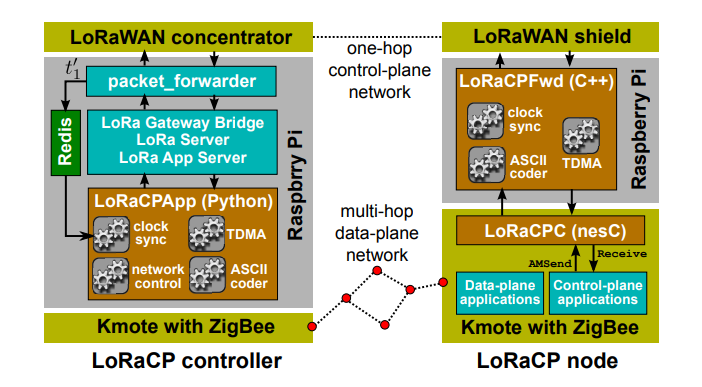 LoRaWAN concentrator
t′1
packet_forwarder
Redis
LoRa Gateway Bridge
LoRa Server
LoRa App Server
Raspbrry Pi
LoRaCPApp (Python)
clock
sync
TDMA
network
control
ASCII
coder
Kmote with ZigBee
LoRaCP controller
one-hop
control-plane
network
multi-hop
data-plane
network
LoRaWAN shield
LoRaCPFwd (C++)
clock
sync
ASCII
coder
TDMA
Raspberry Pi
LoRaCPC (nesC)
AMSend
Receive
Data-plane
applications
Control-plane
applications
Kmote with ZigBee
LoRaCP node